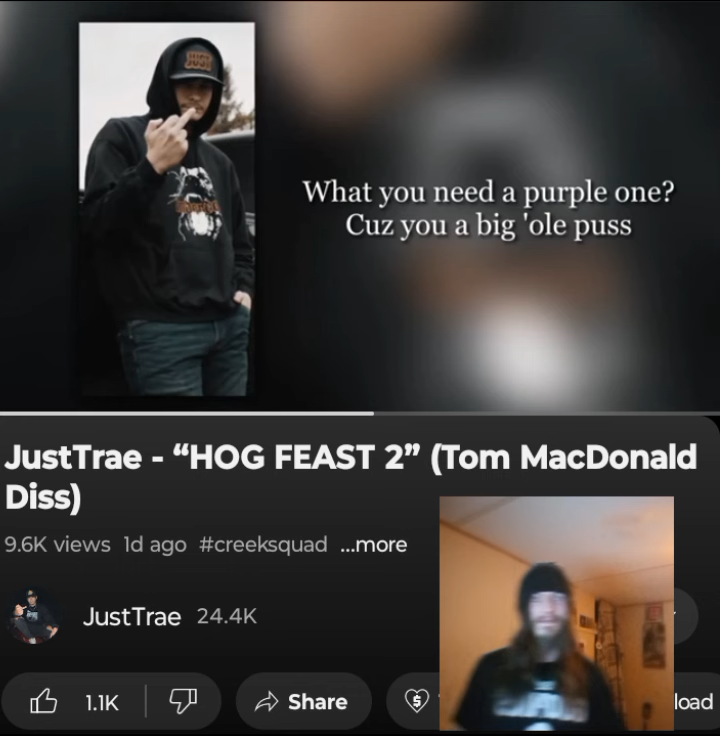 JUST
What you need a purple one?
Cuz you a big 'ole puss
JustTrae - “HOG FEAST 2” (Tom MacDonald
Diss)
9.6K views 1d ago #creeksquad ...more
JustTrae 24.4K
1.1K
Share
load